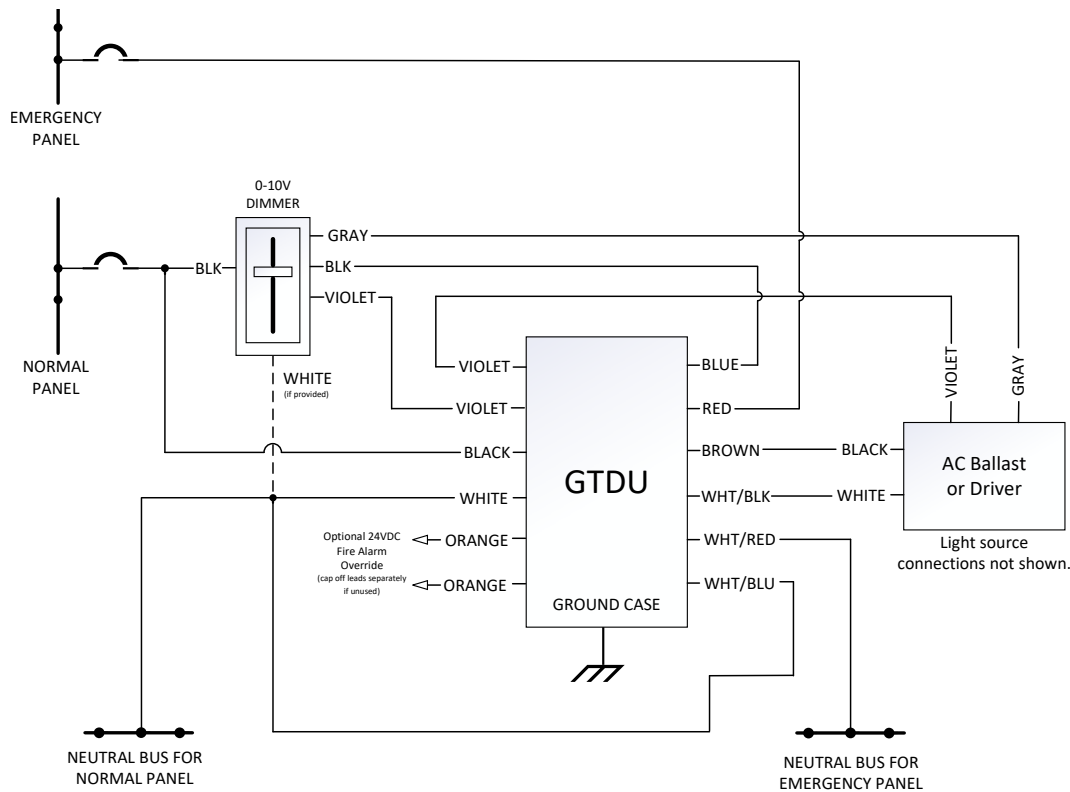 EMERGENCY
PANEL
0-10V
DIMMER
GRAY
BLK
BLK
VIOLET
NORMAL
PANEL
WHITE
(if provided)
VIOLET
VIOLET
BLACK
WHITE
Optional 24VDC
Fire Alarm
Override
(cap off leads separately
if unused)
ORANGE
ORANGE
GTDU
GROUND CASE
BLUE
RED
BROWN
WHT/BLK
WHT/RED
WHT/BLU
VIOLET
GRAY
BLACK
WHITE
AC Ballast
or Driver
Light source
connections not shown.
NEUTRAL BUS FOR
NORMAL PANEL
NEUTRAL BUS FOR
EMERGENCY PANEL